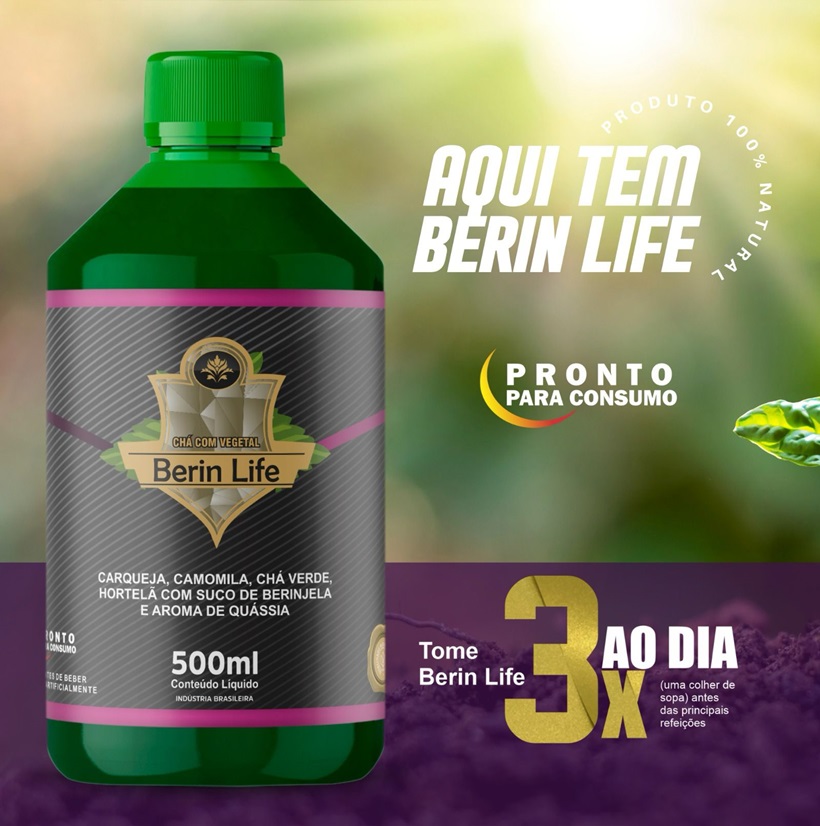 PRODUTO 100% NATURAL
AQUI TEM
BERIN LIFE
PRONTO
PARA CONSUMO
CHÁ COM VEGETAL
Berin Life
CARQUEJA, CAMOMILA, CHÁ VERDE,
HORTELÃ COM SUCO DE BERINJELA
E AROMA DE QUÁSSIA
500ml
Conteúdo Líquido
INDÚSTRIA BRASILEIRA
CONSUMO
DE BEBER
Tome
Berin Life
3X
AO DIA
(uma colher de
sopa) antes
das principais
refeições